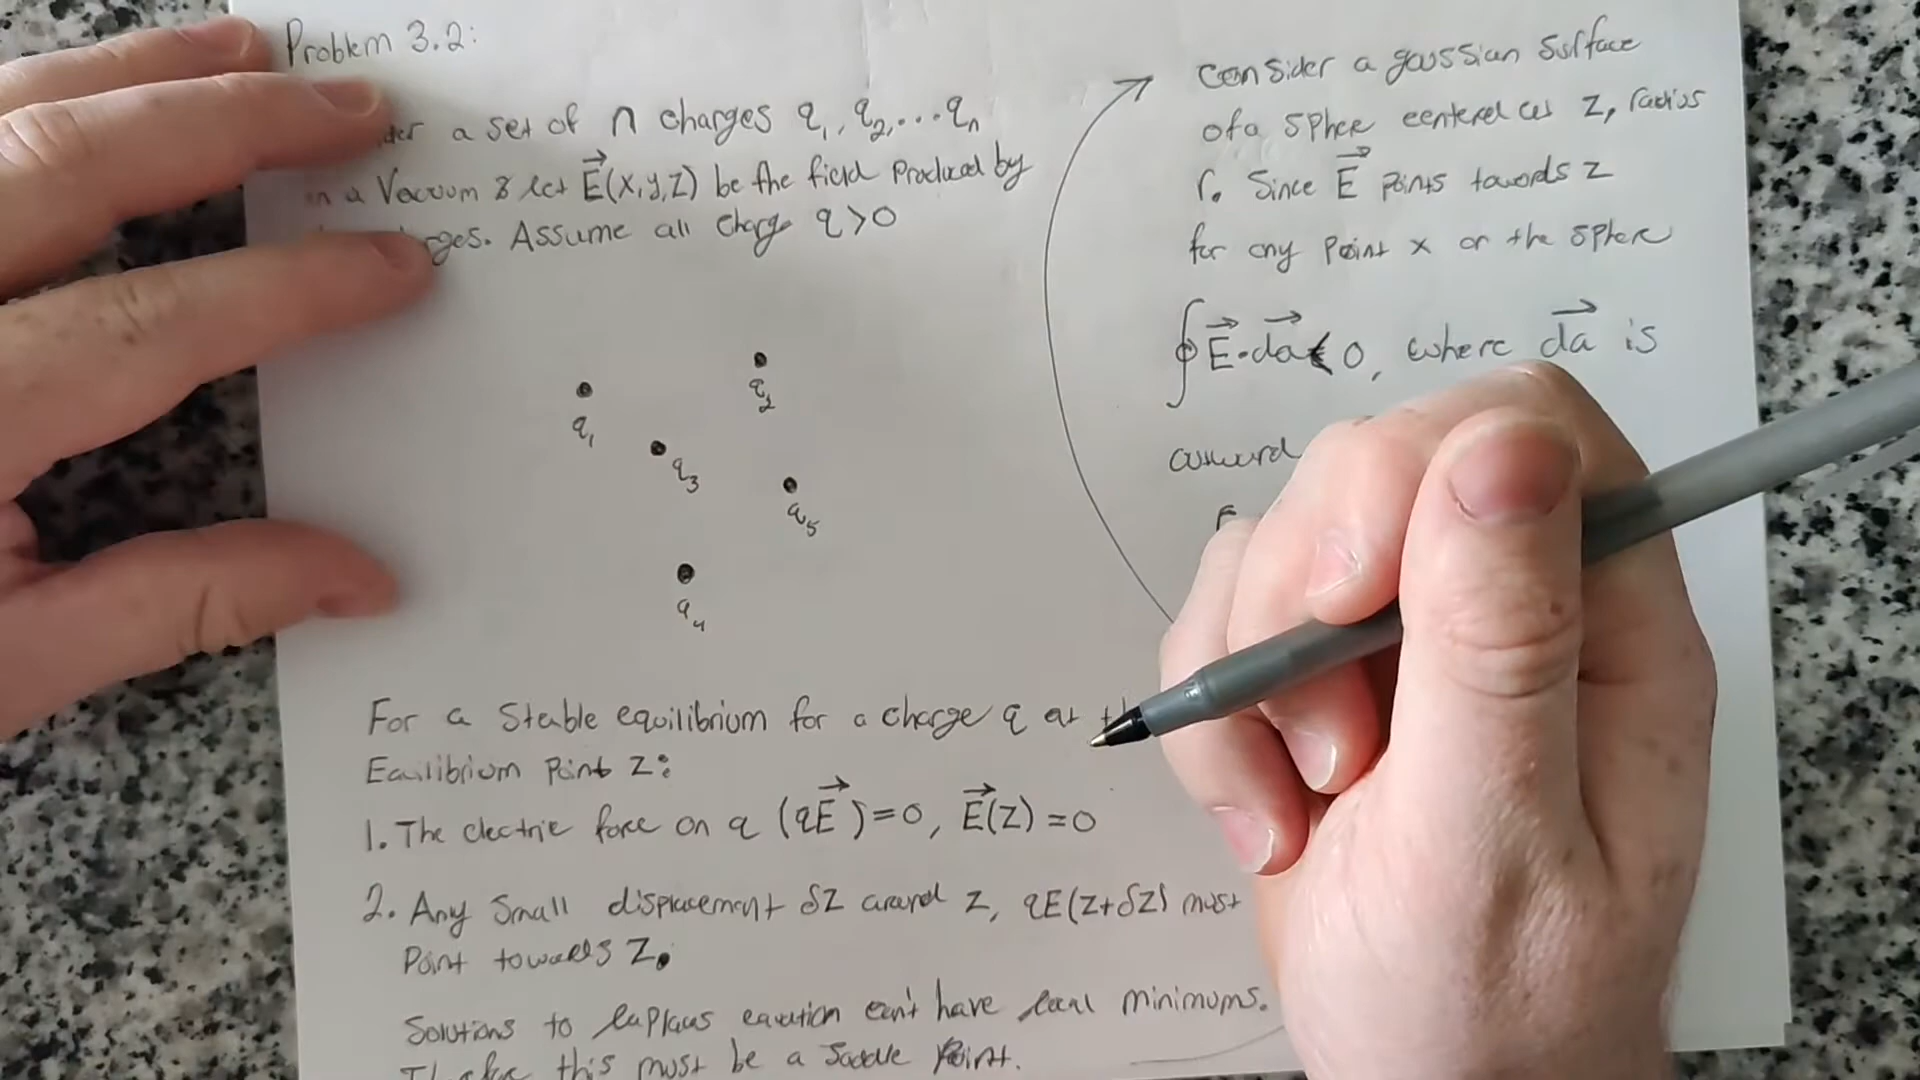 Problem 3.2:
a set of n charges q₁, q₂,...qₙ
in a Vacuum & let E⃗(x,y,z) be the field Produced by
rges. Assume all charge q>0
q₁
q₂
q₃
q₅
q₄
For a Stable equilibrium for a charge q at
Equilibrium Point Z:
1. The electric force on q (qE⃗)=0, E⃗(Z)=0
2. Any Small displacement δZ around Z, qE(Z+δZ) must
Point towards Z.
Solutions to laplaces equation can't have local minimums.
this must be a Saddle Point.
Consider a gaussian Surface
of a sphere centered at Z, radius
r. Since E⃗ points towards Z
for any Point x on the sphere
∮E⃗·da⃗<0, where da⃗ is